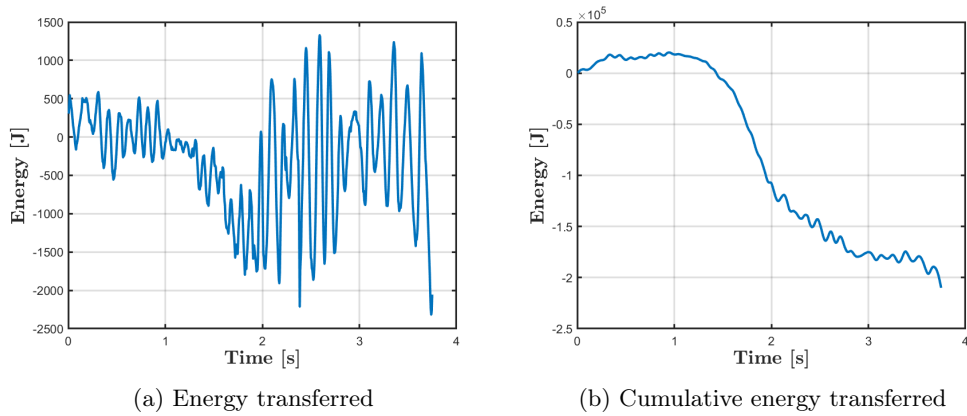 1500
1000
500
0
-500
-1000
-1500
-2000
-2500
Energy [J]
0 1 2 3 4
Time [s]
(a) Energy transferred
×10^5
0.5
0
-0.5
-1
-1.5
-2
-2.5
Energy [J]
0 1 2 3 4
Time [s]
(b) Cumulative energy transferred